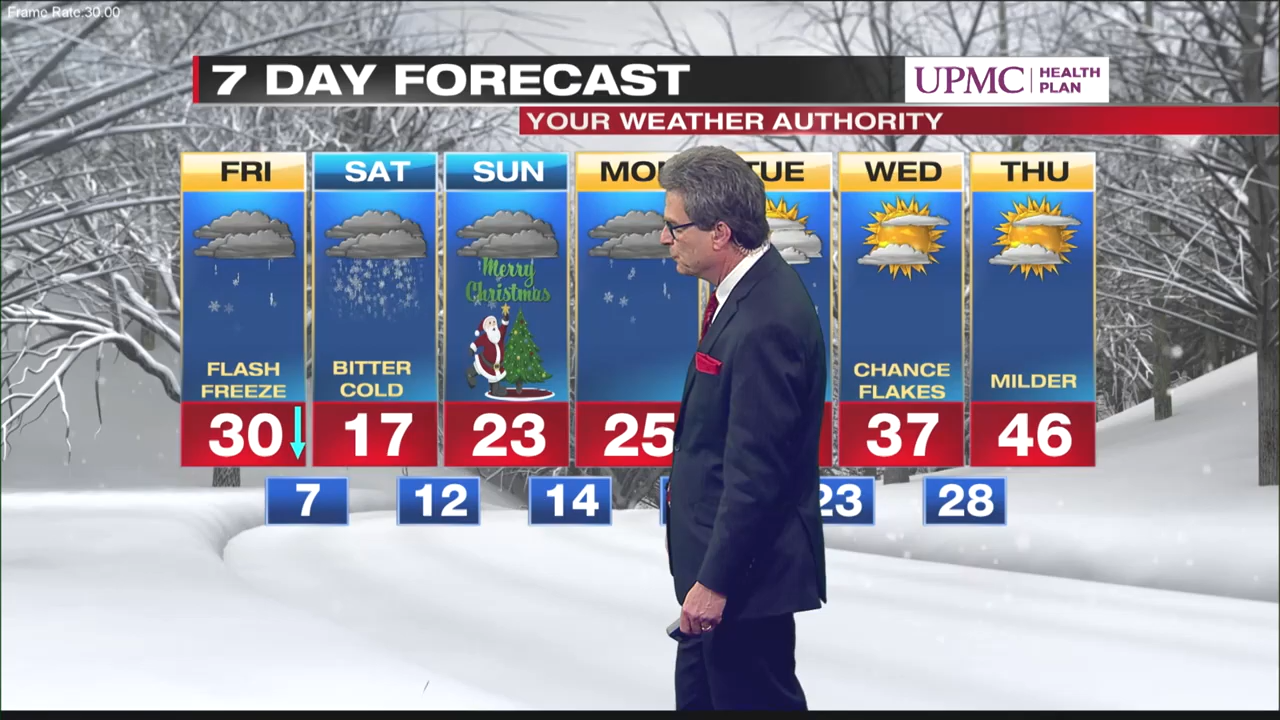 Frame Rate:30.00
7 DAY FORECAST
UPMC HEALTH PLAN
YOUR WEATHER AUTHORITY
FRI SAT SUN MON TUE WED THU
Merry
Christmas
FLASH FREEZE
BITTER COLD
CHANCE FLAKES
MILDER
30 17 23 25 37 46
7 12 14 23 28